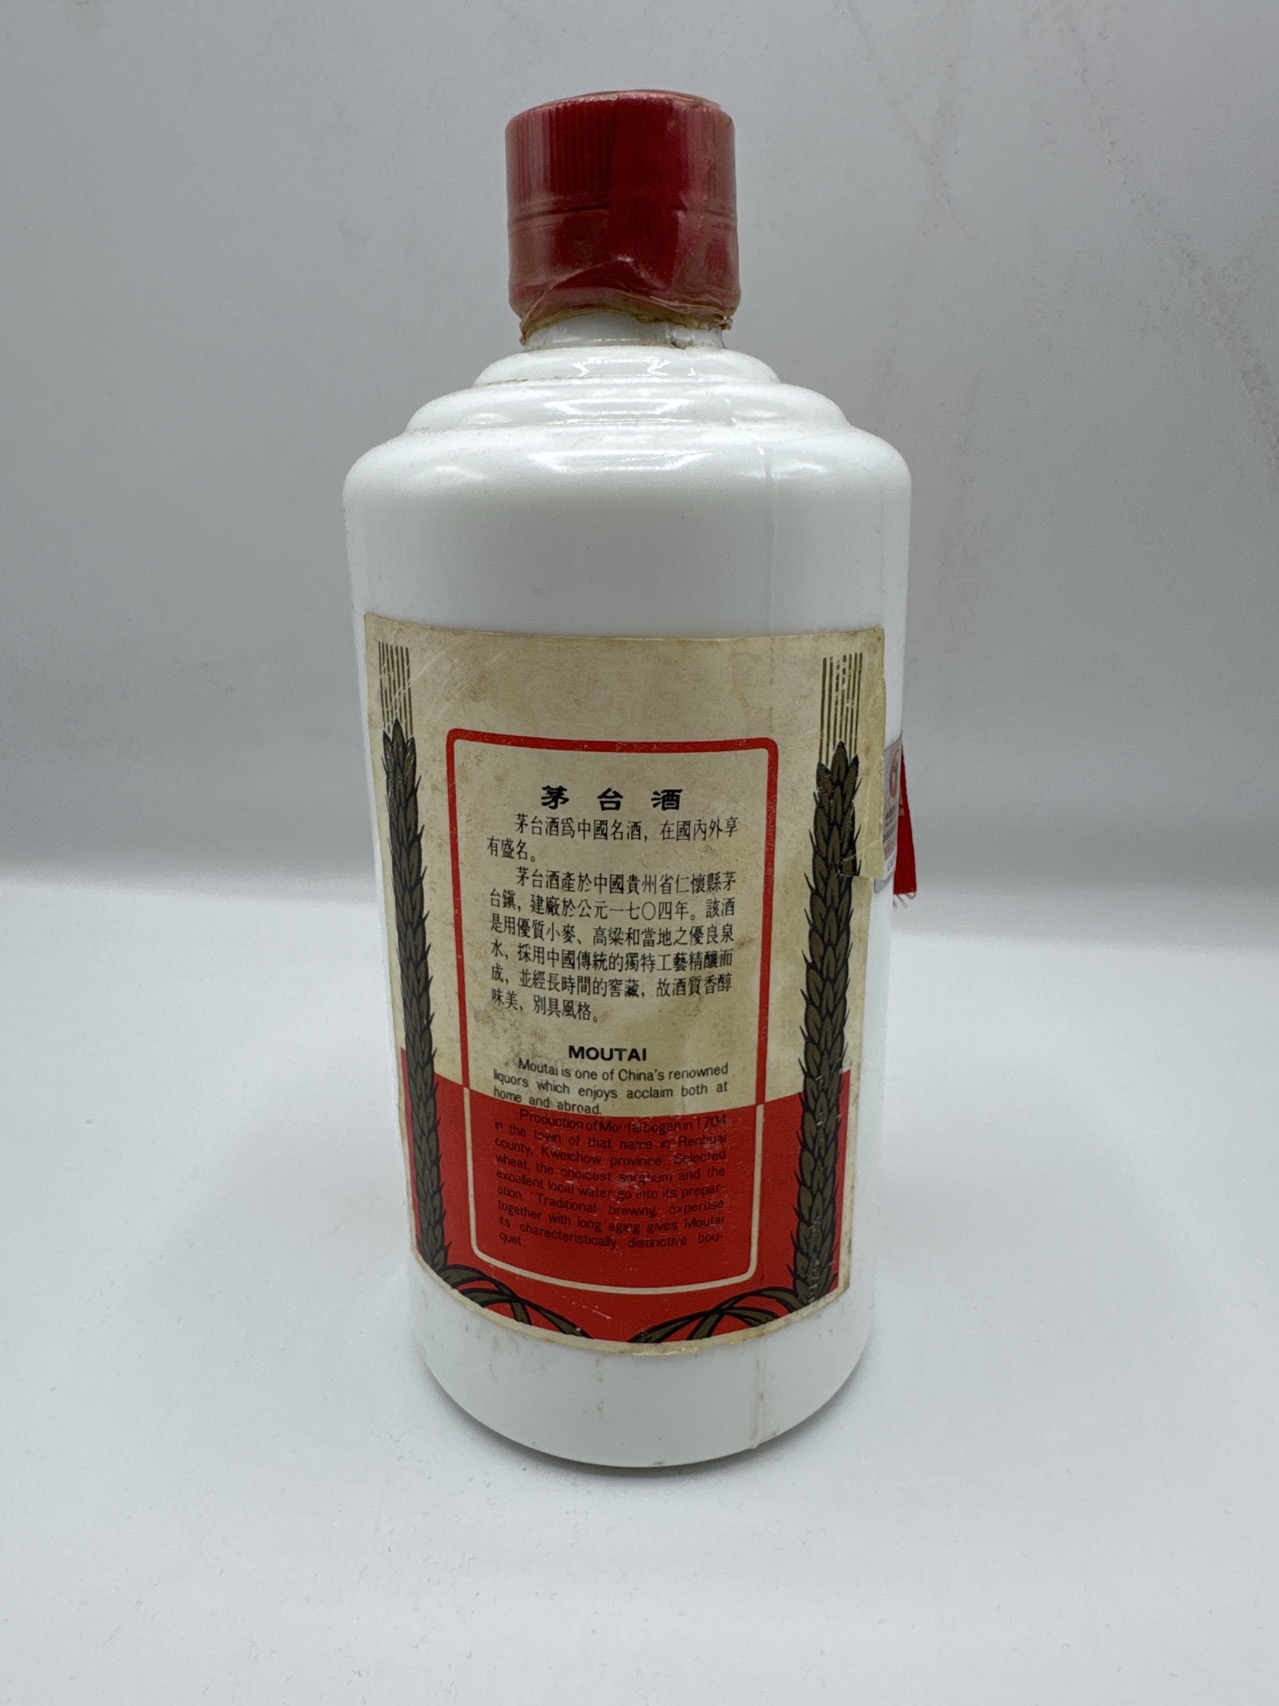 茅台酒
茅台酒爲中國名酒，在國內外享
有盛名。
茅台酒產於中國貴州省仁懷縣茅
台鎮，建廠於公元一七〇四年。該酒
是用優質小麥、高粱和當地之優良泉
水，採用中國傳統的獨特工藝精釀而
成，並經長時間的窖藏，故酒質香醇
味美，別具風格。
MOUTAI
Moutai is one of China's renowned
liquors which enjoys acclaim both at
home and abroad.
Production of Moutai began in 1704
in the town of that name in Renhuai
county, Kweichow province. Selected
wheat, the choicest sorghum and the
excellent local water go into its prepar-
ation. Traditional brewing expertise
together with long aging gives Moutai
its characteristically distinctive bou-
quet.